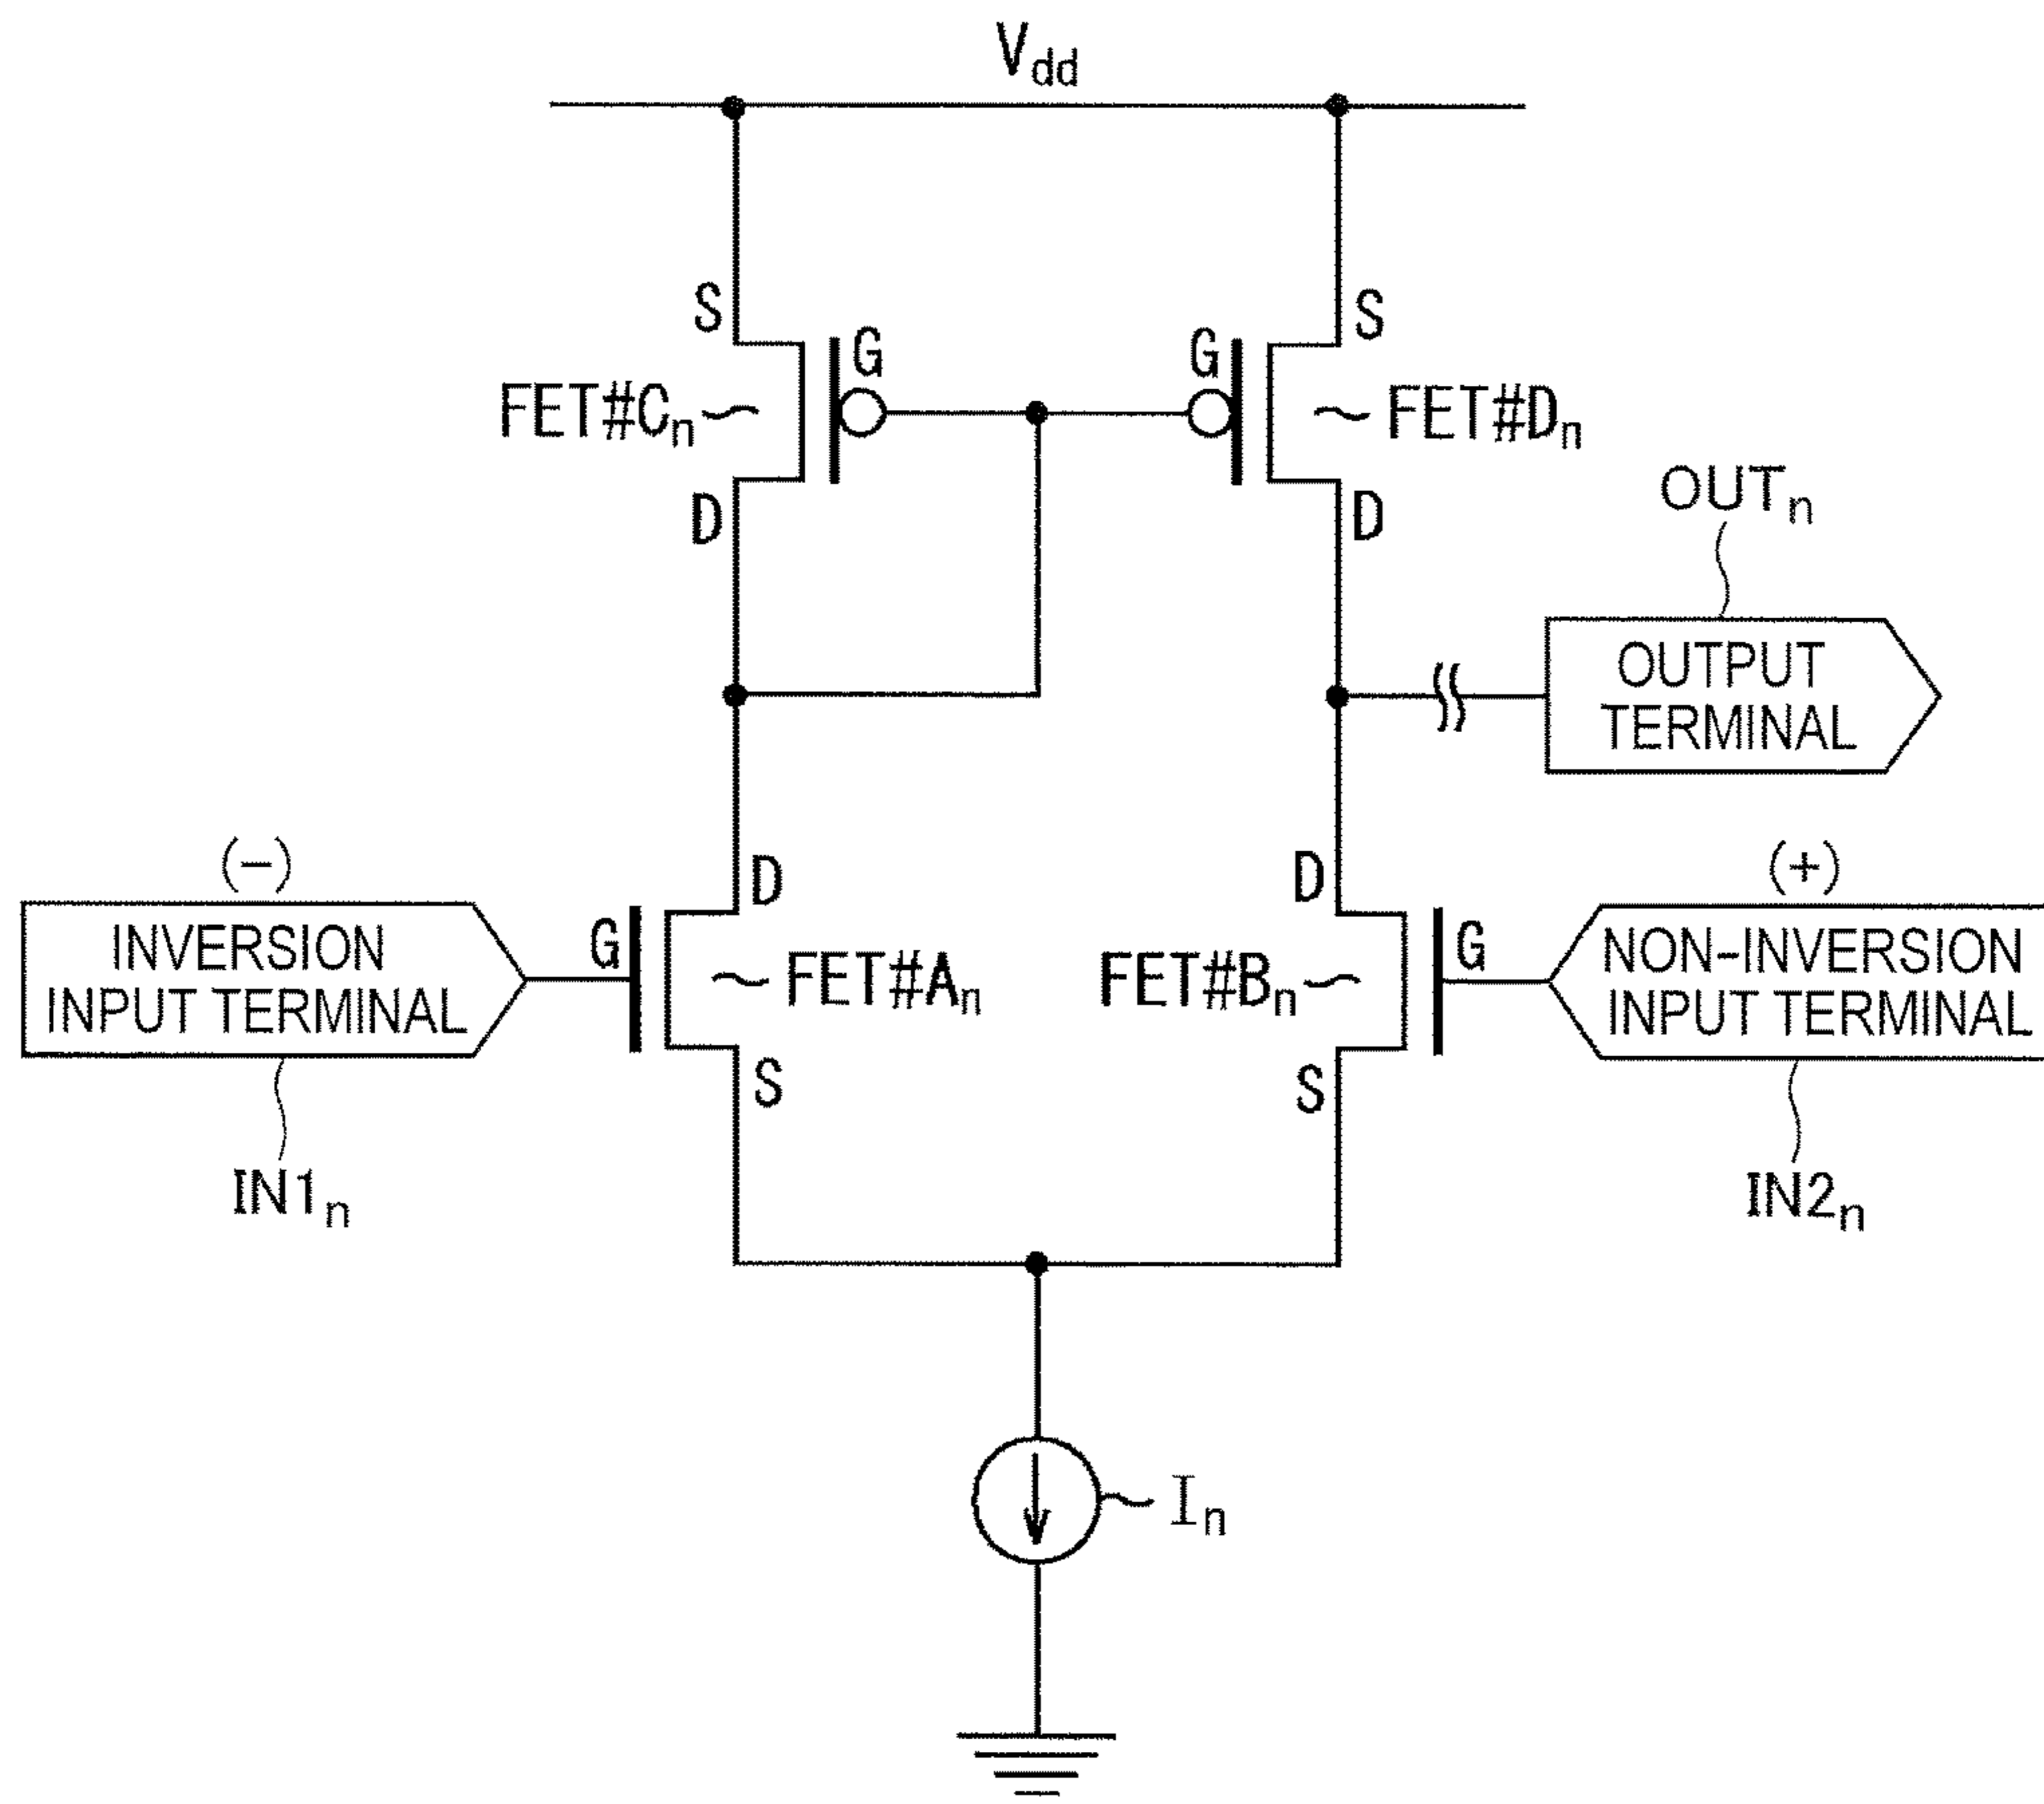 Vdd
S
G
G
S
FET#Cn
FET#Dn
D
D
OUTn
OUTPUT
TERMINAL
(−)
(+)
D
D
INVERSION
INPUT TERMINAL
G
FET#An
FET#Bn
G
NON-INVERSION
INPUT TERMINAL
S
S
IN1n
IN2n
In